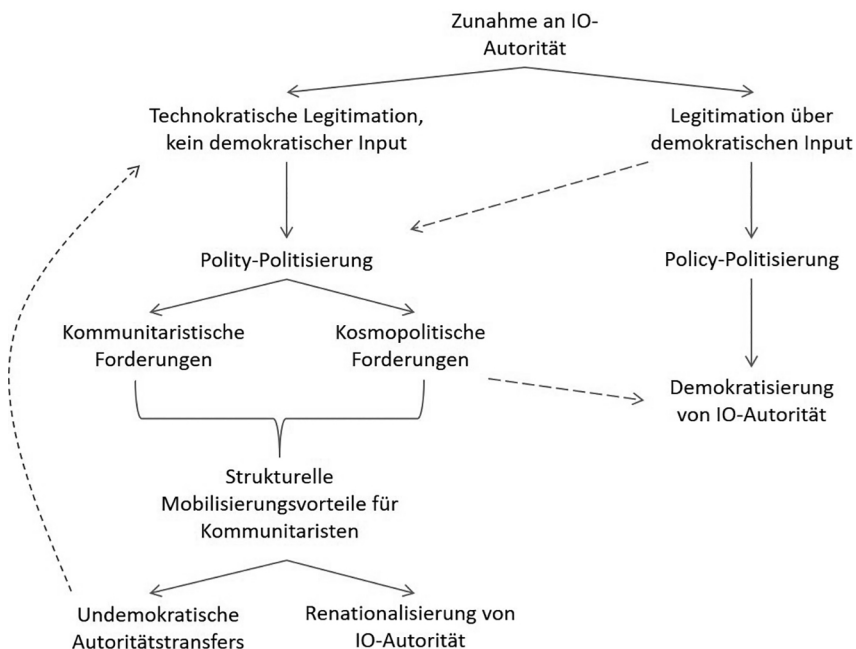 Zunahme an IO-
Autorität
Technokratische Legitimation,
kein demokratischer Input
Legitimation über
demokratischen Input
Polity-Politisierung
Policy-Politisierung
Kommunitaristische
Forderungen
Kosmopolitische
Forderungen
Demokratisierung
von IO-Autorität
Strukturelle
Mobilisierungsvorteile für
Kommunitaristen
Undemokratische
Autoritätstransfers
Renationalisierung von
IO-Autorität